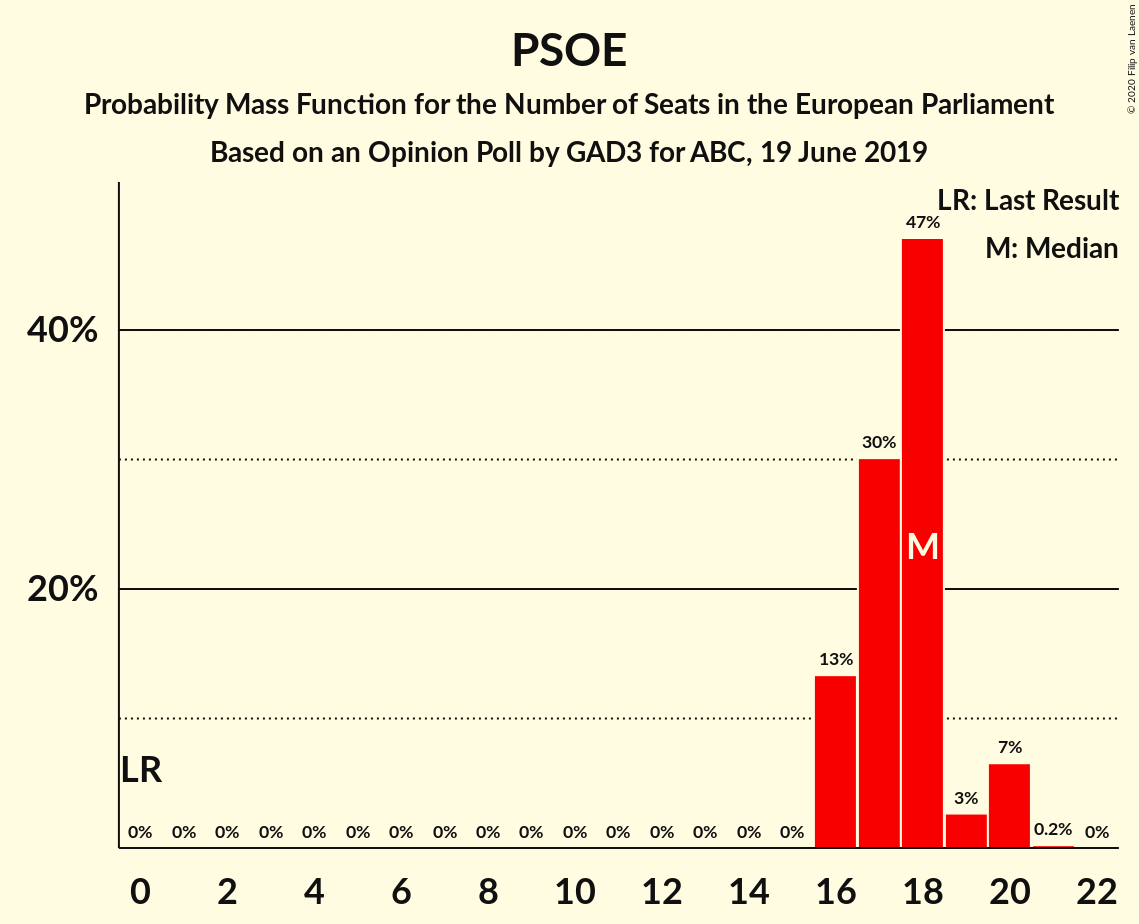 PSOE
Probability Mass Function for the Number of Seats in the European Parliament
Based on an Opinion Poll by GAD3 for ABC, 19 June 2019
© 2020 Filip van Laenen
LR: Last Result
M: Median
47%
40%
30%
M
20%
13%
LR
7%
3%
0% 0% 0% 0% 0% 0% 0% 0% 0% 0% 0% 0% 0% 0% 0% 0% 0.2% 0%
0 2 4 6 8 10 12 14 16 18 20 22